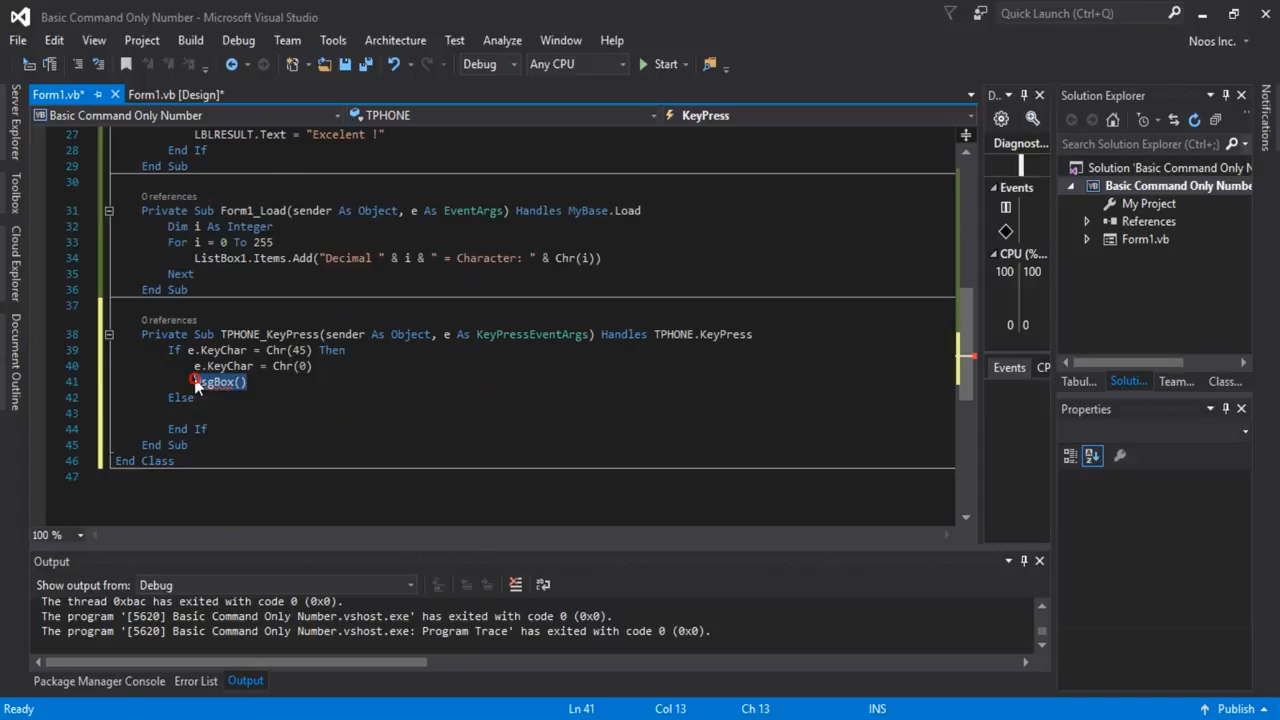 Basic Command Only Number - Microsoft Visual Studio
Quick Launch (Ctrl+Q)
File Edit View Project Build Debug Team Tools Architecture Test Analyze Window Help
Noos Inc.
Debug Any CPU Start
Form1.vb*
Form1.vb [Design]*
Basic Command Only Number
TPHONE
KeyPress
27 LBLRESULT.Text = "Excelent !"
28 End If
29 End Sub
30
0 references
31 Private Sub Form1_Load(sender As Object, e As EventArgs) Handles MyBase.Load
32 Dim i As Integer
33 For i = 0 To 255
34 ListBox1.Items.Add("Decimal " & i & " = Character: " & Chr(i))
35 Next
36 End Sub
37
0 references
38 Private Sub TPHONE_KeyPress(sender As Object, e As KeyPressEventArgs) Handles TPHONE.KeyPress
39 If e.KeyChar = Chr(45) Then
40 e.KeyChar = Chr(0)
41 MsgBox()
42 Else
43
44 End If
45 End Sub
46 End Class
47
100 %
Server Explorer
Toolbox
Cloud Explorer
Document Outline
D..
Diagnost...
Events
CPU (%...
100 100
0 0
Events CP
Solution Explorer
Search Solution Explorer (Ctrl+;)
Solution 'Basic Command Only N
Basic Command Only Numbe
My Project
References
Form1.vb
Tabul... Soluti... Team... Class...
Properties
Notifications
Output
Show output from: Debug
The thread 0xbac has exited with code 0 (0x0).
The program '[5620] Basic Command Only Number.vshost.exe' has exited with code 0 (0x0).
The program '[5620] Basic Command Only Number.vshost.exe: Program Trace' has exited with code 0 (0x0).
Package Manager Console Error List Output
Ready Ln 41 Col 13 Ch 13 INS Publish